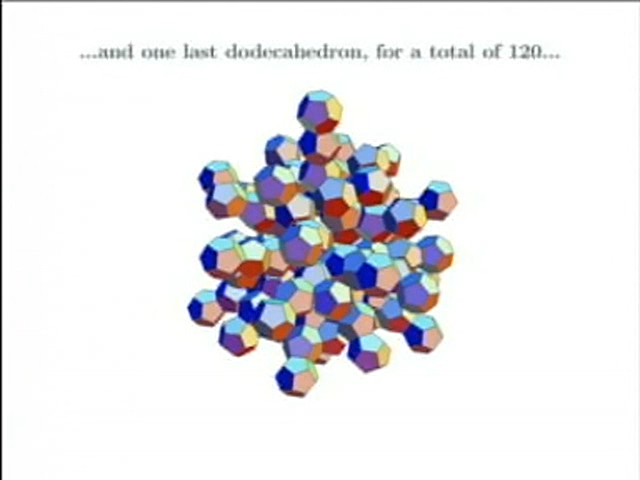 ...and one last dodecahedron, for a total of 120...